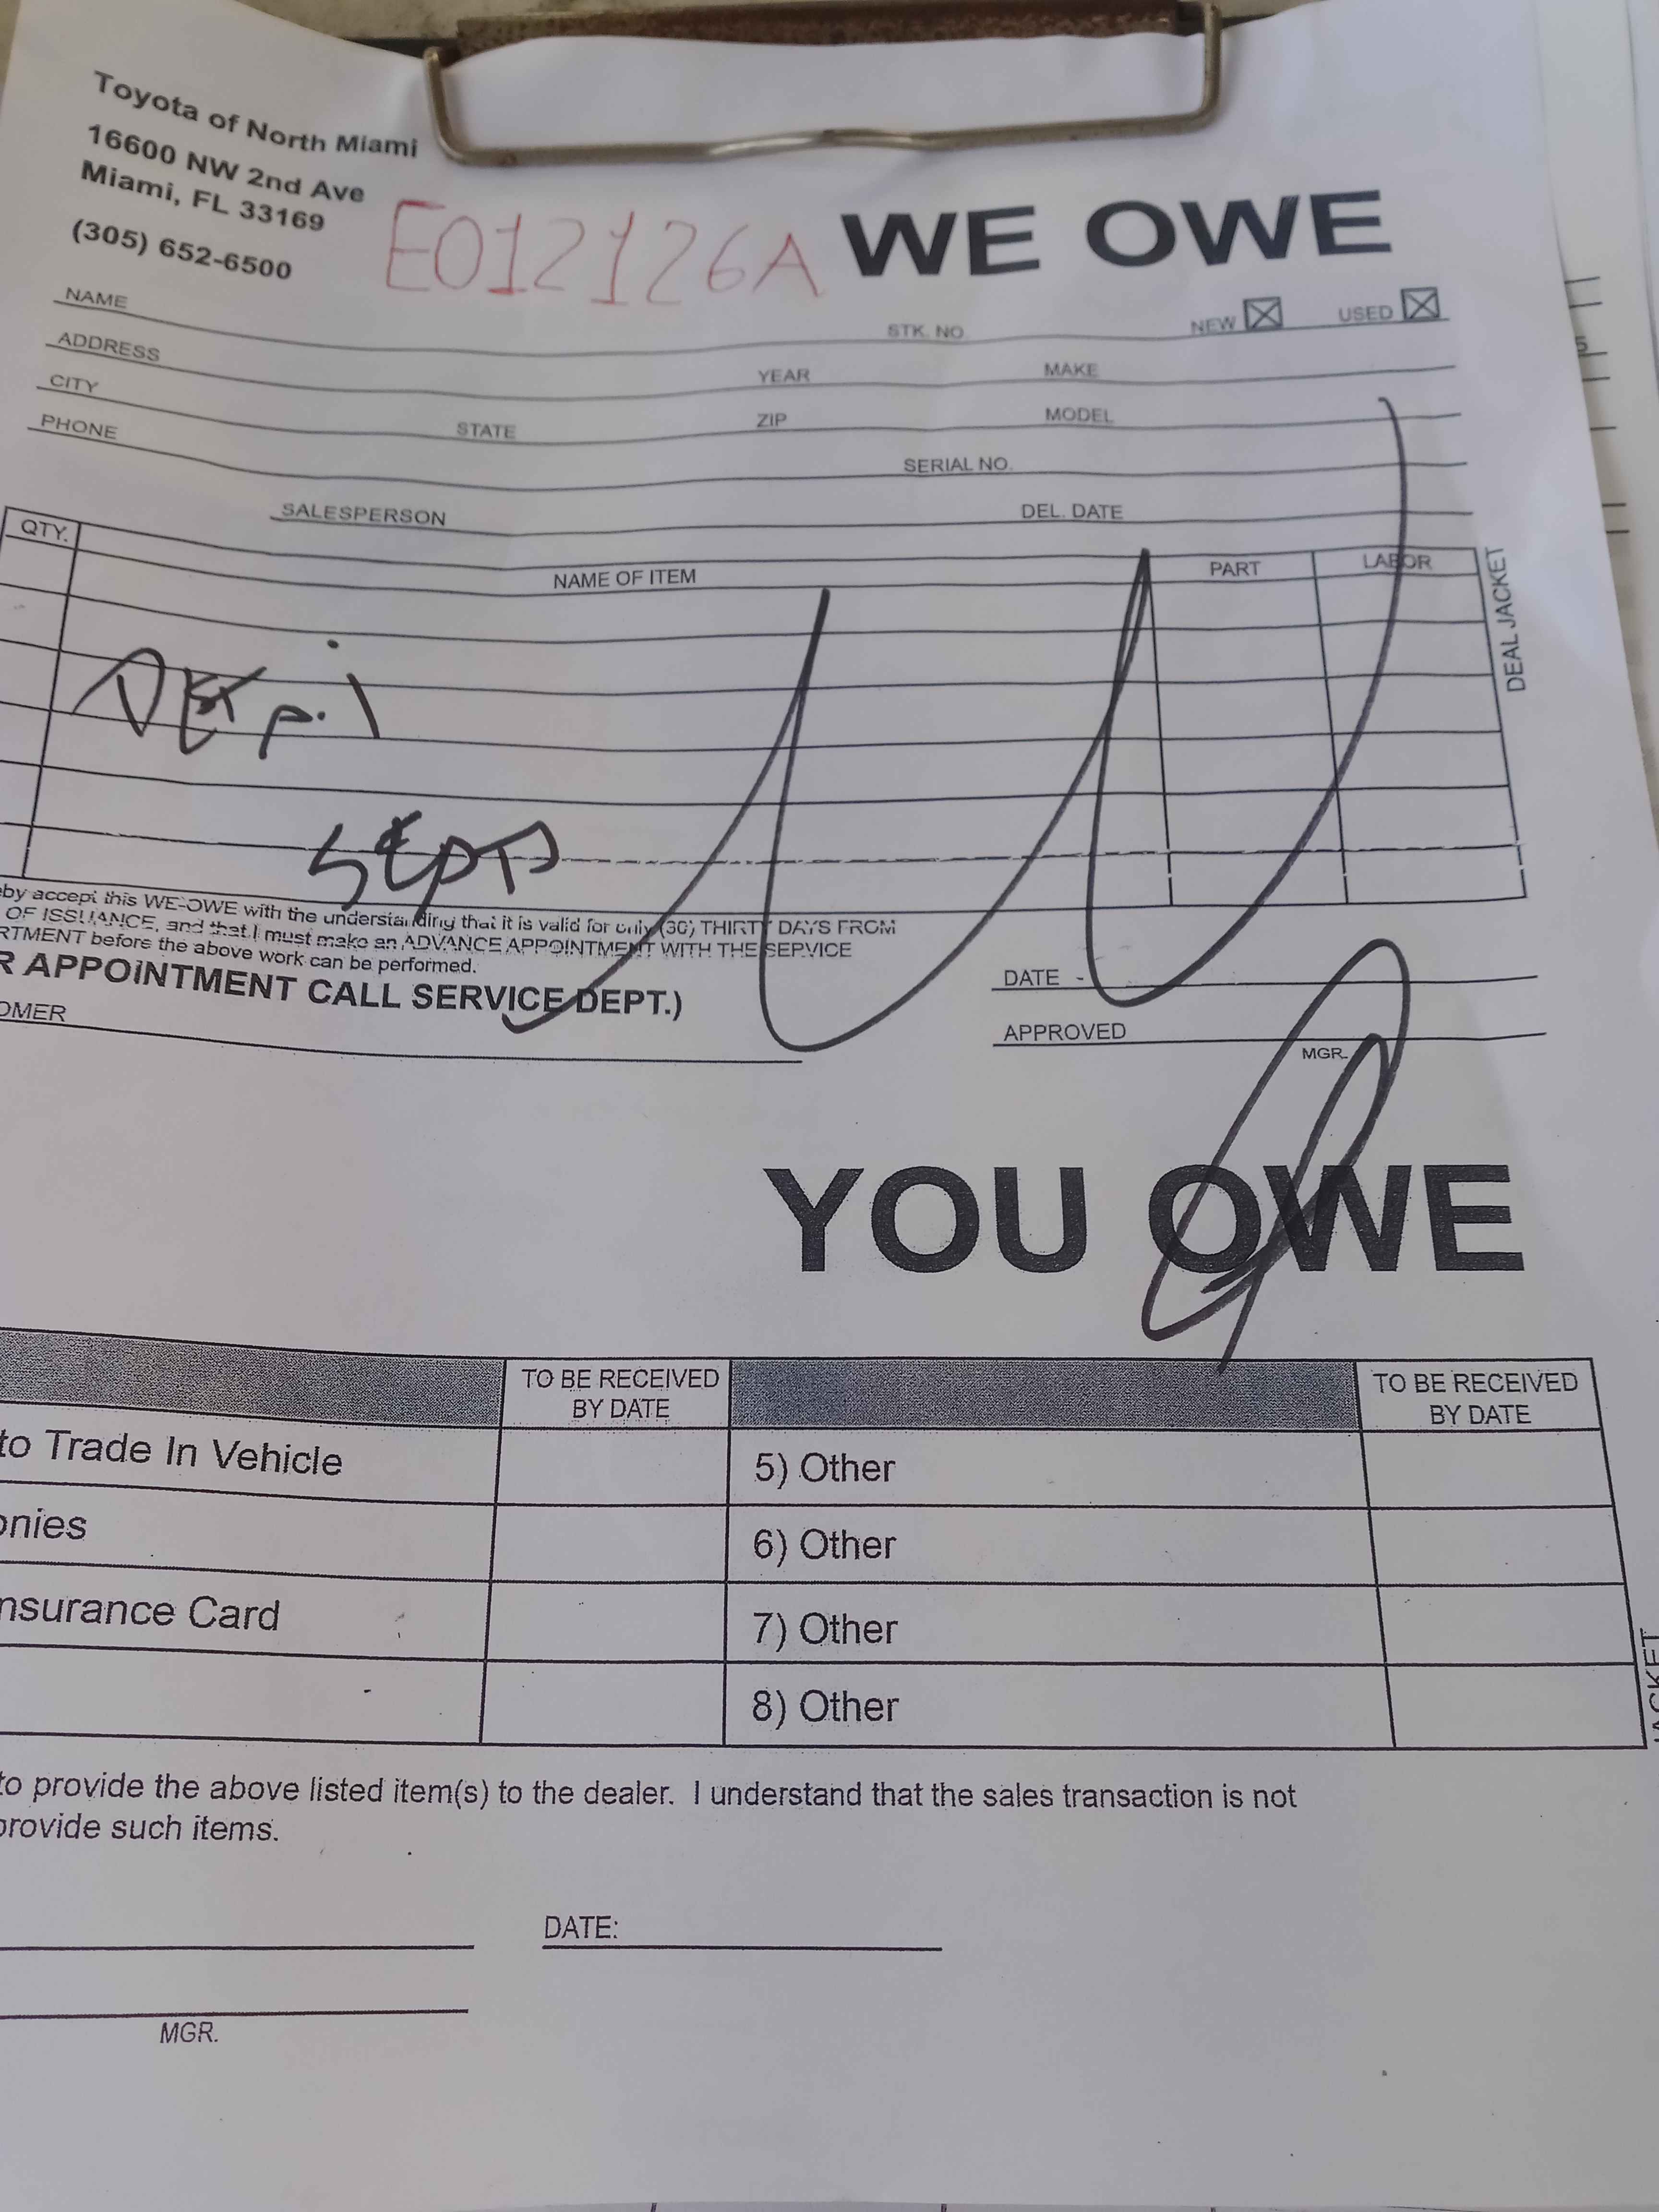 Toyota of North Miami
16600 NW 2nd Ave
Miami, FL 33169
(305) 652-6500
E012126A
WE OWE
NAME STK. NO. NEW ☒ USED ☒
ADDRESS YEAR MAKE
CITY STATE ZIP MODEL
PHONE SERIAL NO.
SALESPERSON DEL. DATE
QTY. NAME OF ITEM PART LABOR
DEAL JACKET
by accept this WE-OWE with the understanding that it is valid for only (30) THIRTY DAYS FROM
OF ISSUANCE, and that I must make an ADVANCE APPOINTMENT WITH THE SERVICE
RTMENT before the above work can be performed.
R APPOINTMENT CALL SERVICE DEPT.)
OMER
DATE
APPROVED
MGR.
YOU OWE
TO BE RECEIVED BY DATE TO BE RECEIVED BY DATE
to Trade In Vehicle 5) Other
onies 6) Other
nsurance Card 7) Other
8) Other
ACKET
to provide the above listed item(s) to the dealer. I understand that the sales transaction is not
provide such items.
DATE:
MGR.